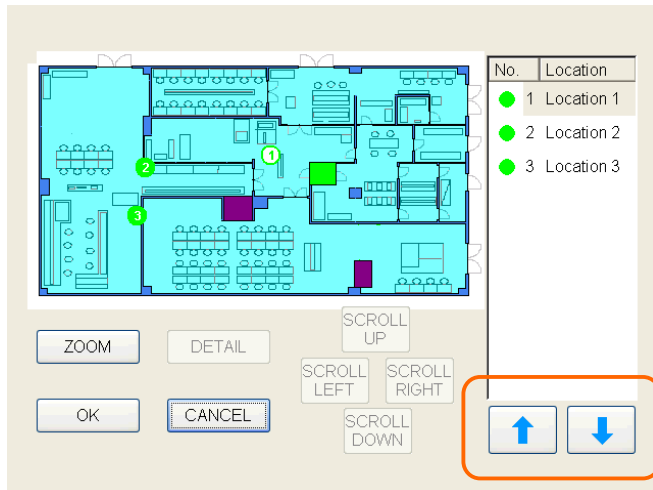 No. Location
1 Location 1
2 Location 2
3 Location 3
1
2
3
ZOOM
DETAIL
SCROLL
UP
SCROLL
LEFT
SCROLL
RIGHT
OK
CANCEL
SCROLL
DOWN